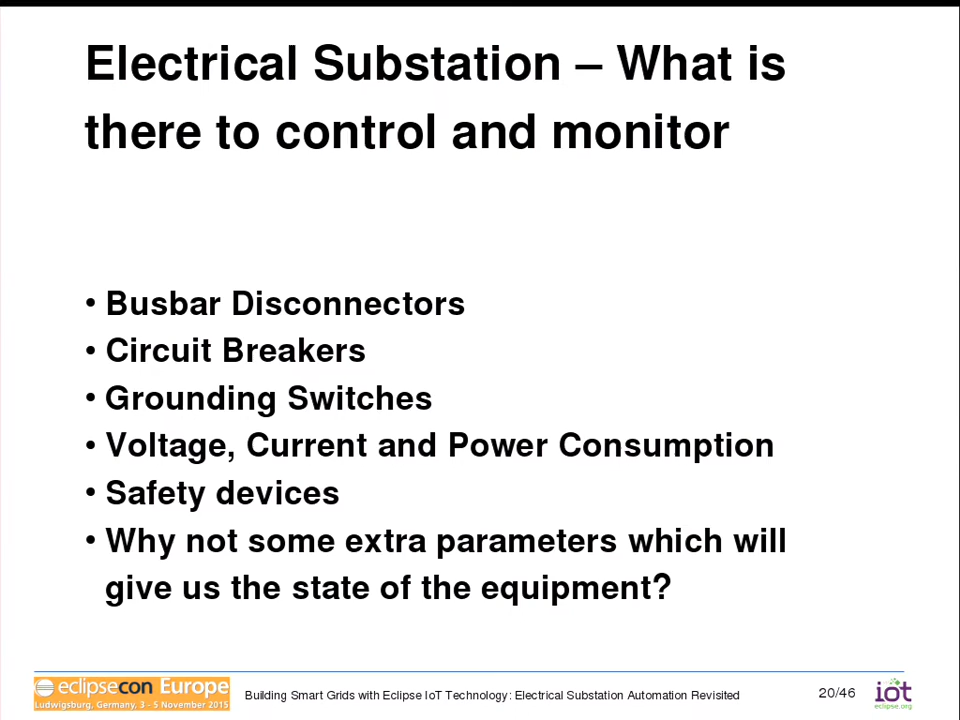 Electrical Substation – What is
there to control and monitor
• Busbar Disconnectors
• Circuit Breakers
• Grounding Switches
• Voltage, Current and Power Consumption
• Safety devices
• Why not some extra parameters which will
give us the state of the equipment?
eclipsecon Europe
Ludwigsburg, Germany, 3 - 5 November 2015
Building Smart Grids with Eclipse IoT Technology: Electrical Substation Automation Revisited
20/46
iot
eclipse.org